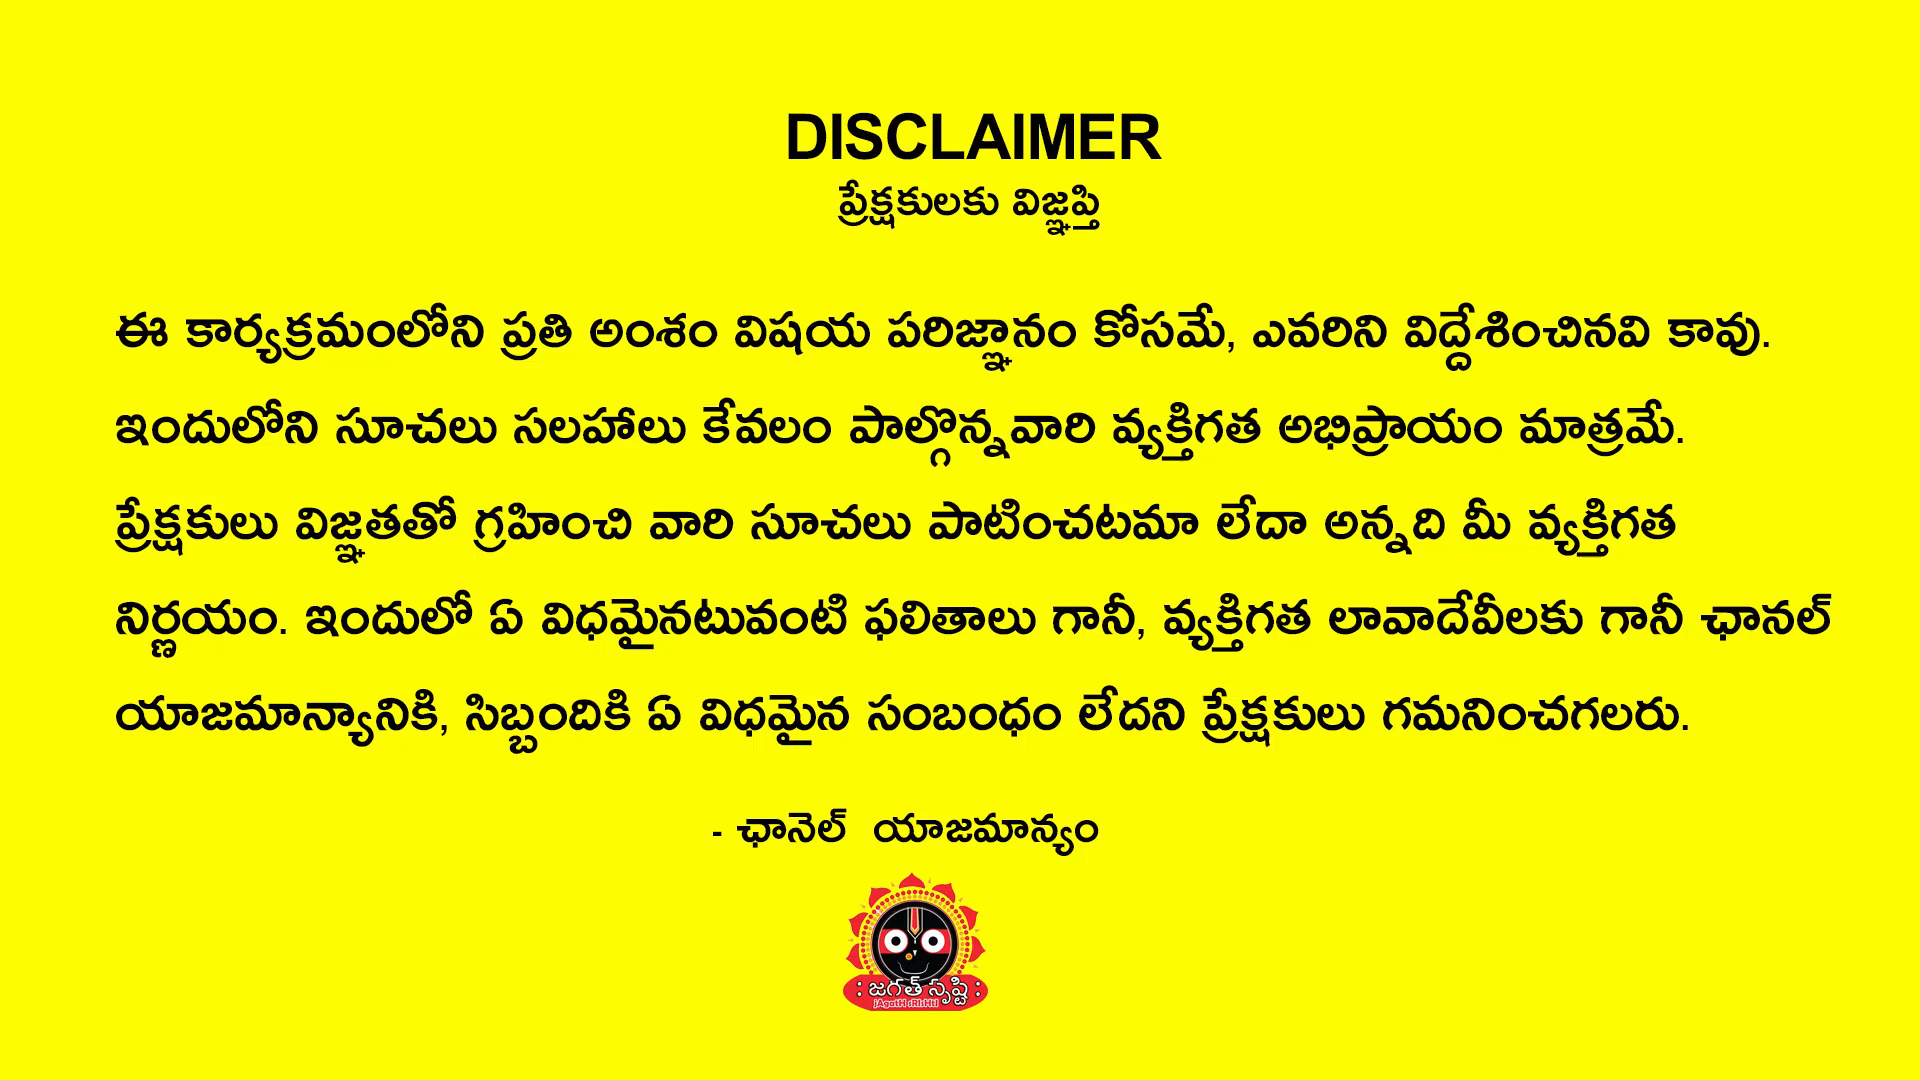 DISCLAIMER
ప్రేక్షకులకు విజ్ఞప్తి
ఈ కార్యక్రమంలోని ప్రతి అంశం విషయ పరిజ్ఞానం కోసమే, ఎవరిని విద్దేశించినవి కావు.
ఇందులోని సూచలు సలహాలు కేవలం పాల్గొన్నవారి వ్యక్తిగత అభిప్రాయం మాత్రమే.
ప్రేక్షకులు విజ్ఞతతో గ్రహించి వారి సూచలు పాటించటమా లేదా అన్నది మీ వ్యక్తిగత
నిర్ణయం. ఇందులో ఏ విధమైనటువంటి ఫలితాలు గానీ, వ్యక్తిగత లావాదేవీలకు గానీ ఛానల్
యాజమాన్యానికి, సిబ్బందికి ఏ విధమైన సంబంధం లేదని ప్రేక్షకులు గమనించగలరు.
- ఛానెల్ యాజమాన్యం
: జగత్ సృష్టి :
jAgatH sRIsHtI